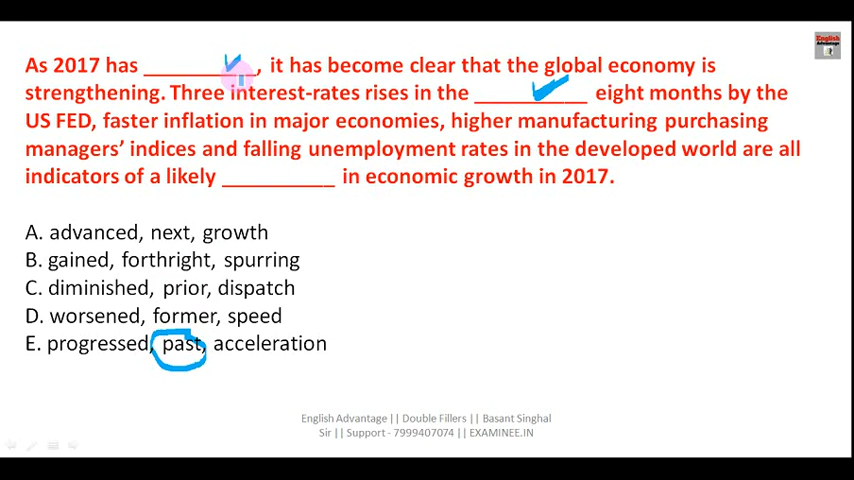 English
Advantage
As 2017 has __________, it has become clear that the global economy is
strengthening. Three interest-rates rises in the __________ eight months by the
US FED, faster inflation in major economies, higher manufacturing purchasing
managers’ indices and falling unemployment rates in the developed world are all
indicators of a likely __________ in economic growth in 2017.
A. advanced, next, growth
B. gained, forthright, spurring
C. diminished, prior, dispatch
D. worsened, former, speed
E. progressed, past, acceleration
English Advantage || Double Fillers || Basant Singhal
Sir || Support - 7999407074 || EXAMINEE.IN